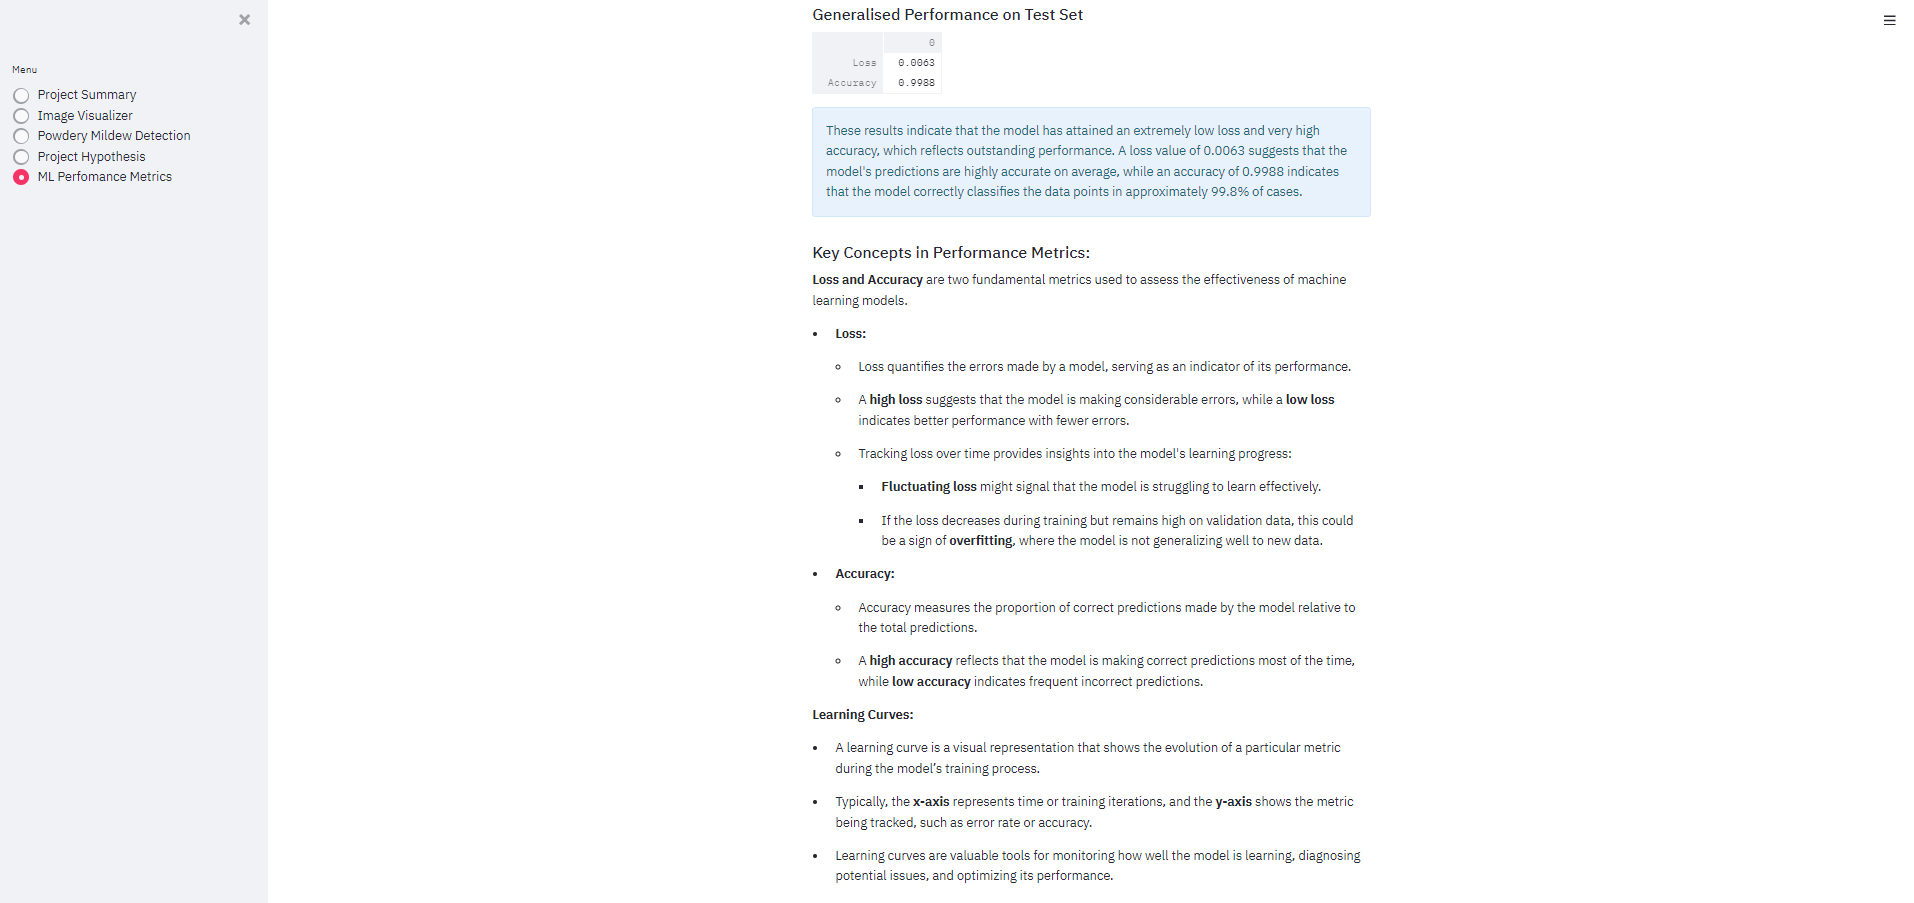 Menu
Project Summary
Image Visualizer
Powdery Mildew Detection
Project Hypothesis
ML Perfomance Metrics
Generalised Performance on Test Set
0
Loss 0.0063
Accuracy 0.9988
These results indicate that the model has attained an extremely low loss and very high
accuracy, which reflects outstanding performance. A loss value of 0.0063 suggests that the
model's predictions are highly accurate on average, while an accuracy of 0.9988 indicates
that the model correctly classifies the data points in approximately 99.8% of cases.
Key Concepts in Performance Metrics:
Loss and Accuracy are two fundamental metrics used to assess the effectiveness of machine
learning models.
Loss:
Loss quantifies the errors made by a model, serving as an indicator of its performance.
A high loss suggests that the model is making considerable errors, while a low loss
indicates better performance with fewer errors.
Tracking loss over time provides insights into the model's learning progress:
Fluctuating loss might signal that the model is struggling to learn effectively.
If the loss decreases during training but remains high on validation data, this could
be a sign of overfitting, where the model is not generalizing well to new data.
Accuracy:
Accuracy measures the proportion of correct predictions made by the model relative to
the total predictions.
A high accuracy reflects that the model is making correct predictions most of the time,
while low accuracy indicates frequent incorrect predictions.
Learning Curves:
A learning curve is a visual representation that shows the evolution of a particular metric
during the model’s training process.
Typically, the x-axis represents time or training iterations, and the y-axis shows the metric
being tracked, such as error rate or accuracy.
Learning curves are valuable tools for monitoring how well the model is learning, diagnosing
potential issues, and optimizing its performance.